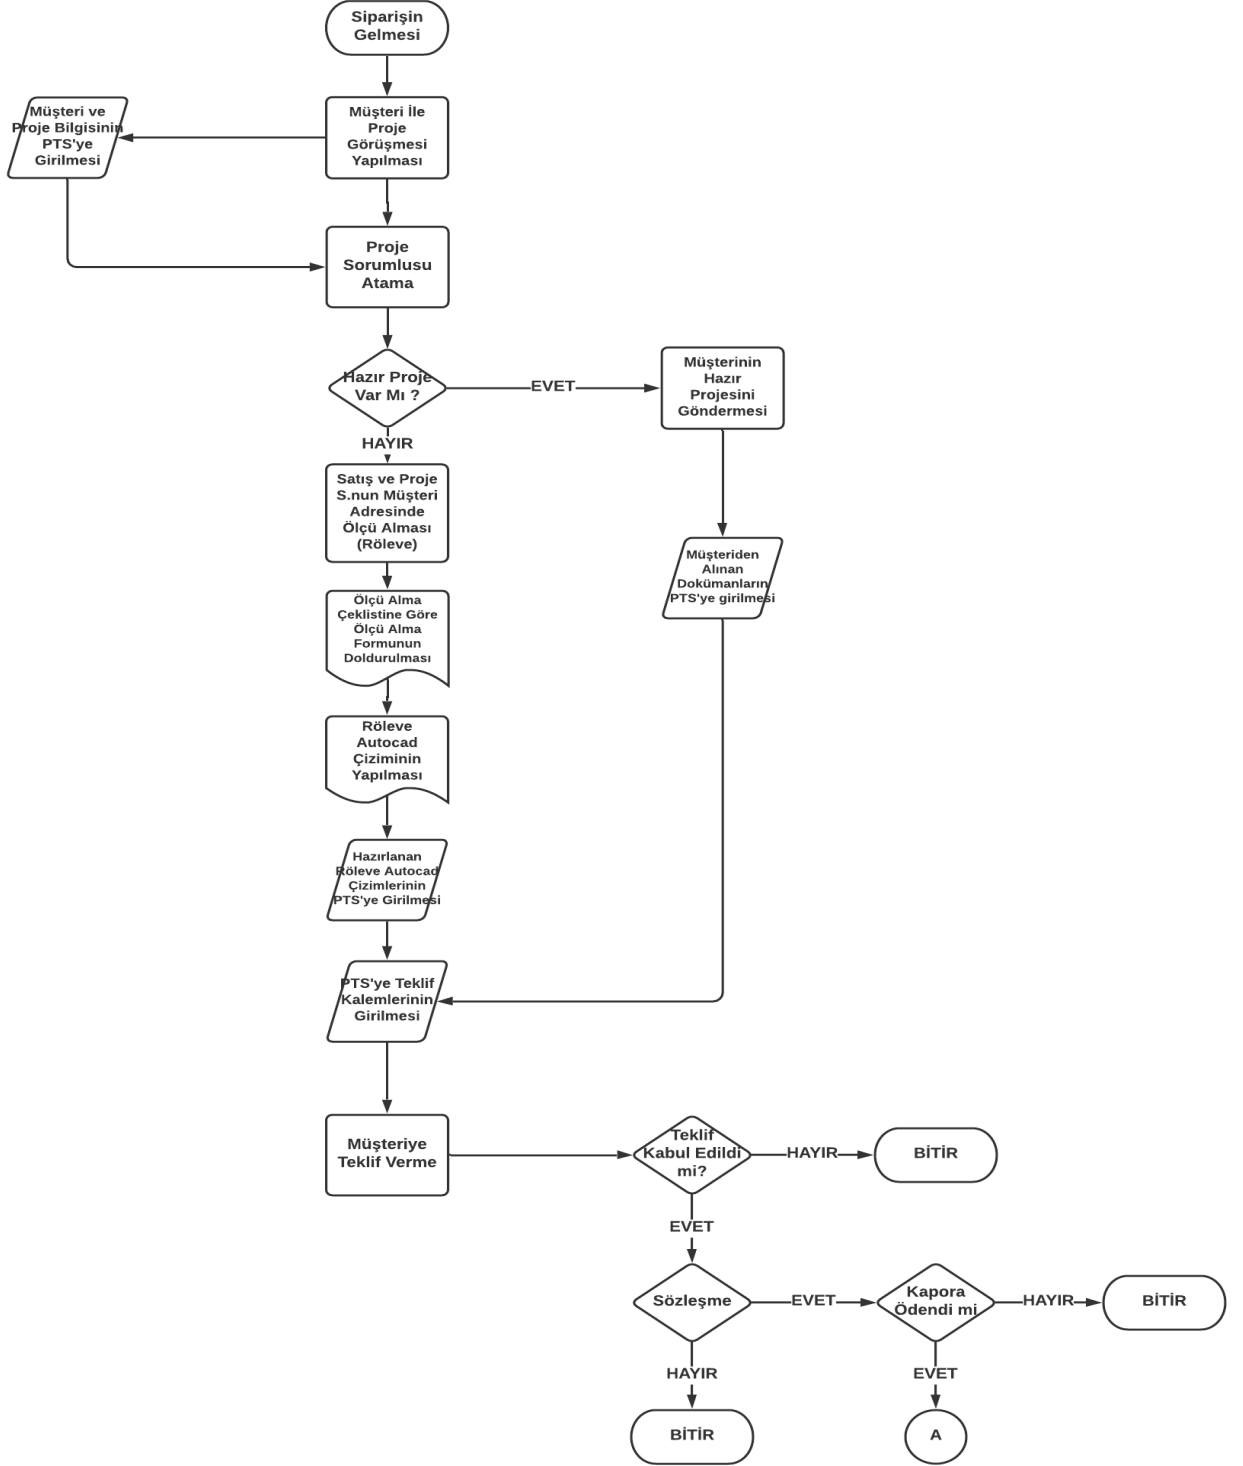 Siparişin
Gelmesi
Müşteri ve
Proje Bilgisinin
PTS'ye
Girilmesi
Müşteri İle
Proje
Görüşmesi
Yapılması
Proje
Sorumlusu
Atama
Hazır Proje
Var Mı ?
EVET
Müşterinin
Hazır
Projesini
Göndermesi
HAYIR
Satış ve Proje
S.nun Müşteri
Adresinde
Ölçü Alması
(Röleve)
Müşteriden
Alınan
Dokümanların
PTS'ye girilmesi
Ölçü Alma
Çeklistine Göre
Ölçü Alma
Formunun
Doldurulması
Röleve
Autocad
Çiziminin
Yapılması
Hazırlanan
Röleve Autocad
Çizimlerinin
PTS'ye Girilmesi
PTS'ye Teklif
Kalemlerinin
Girilmesi
Müşteriye
Teklif Verme
Teklif
Kabul Edildi
mi?
HAYIR
BİTİR
EVET
Sözleşme
EVET
Kapora
Ödendi mi
HAYIR
BİTİR
HAYIR
EVET
BİTİR
A